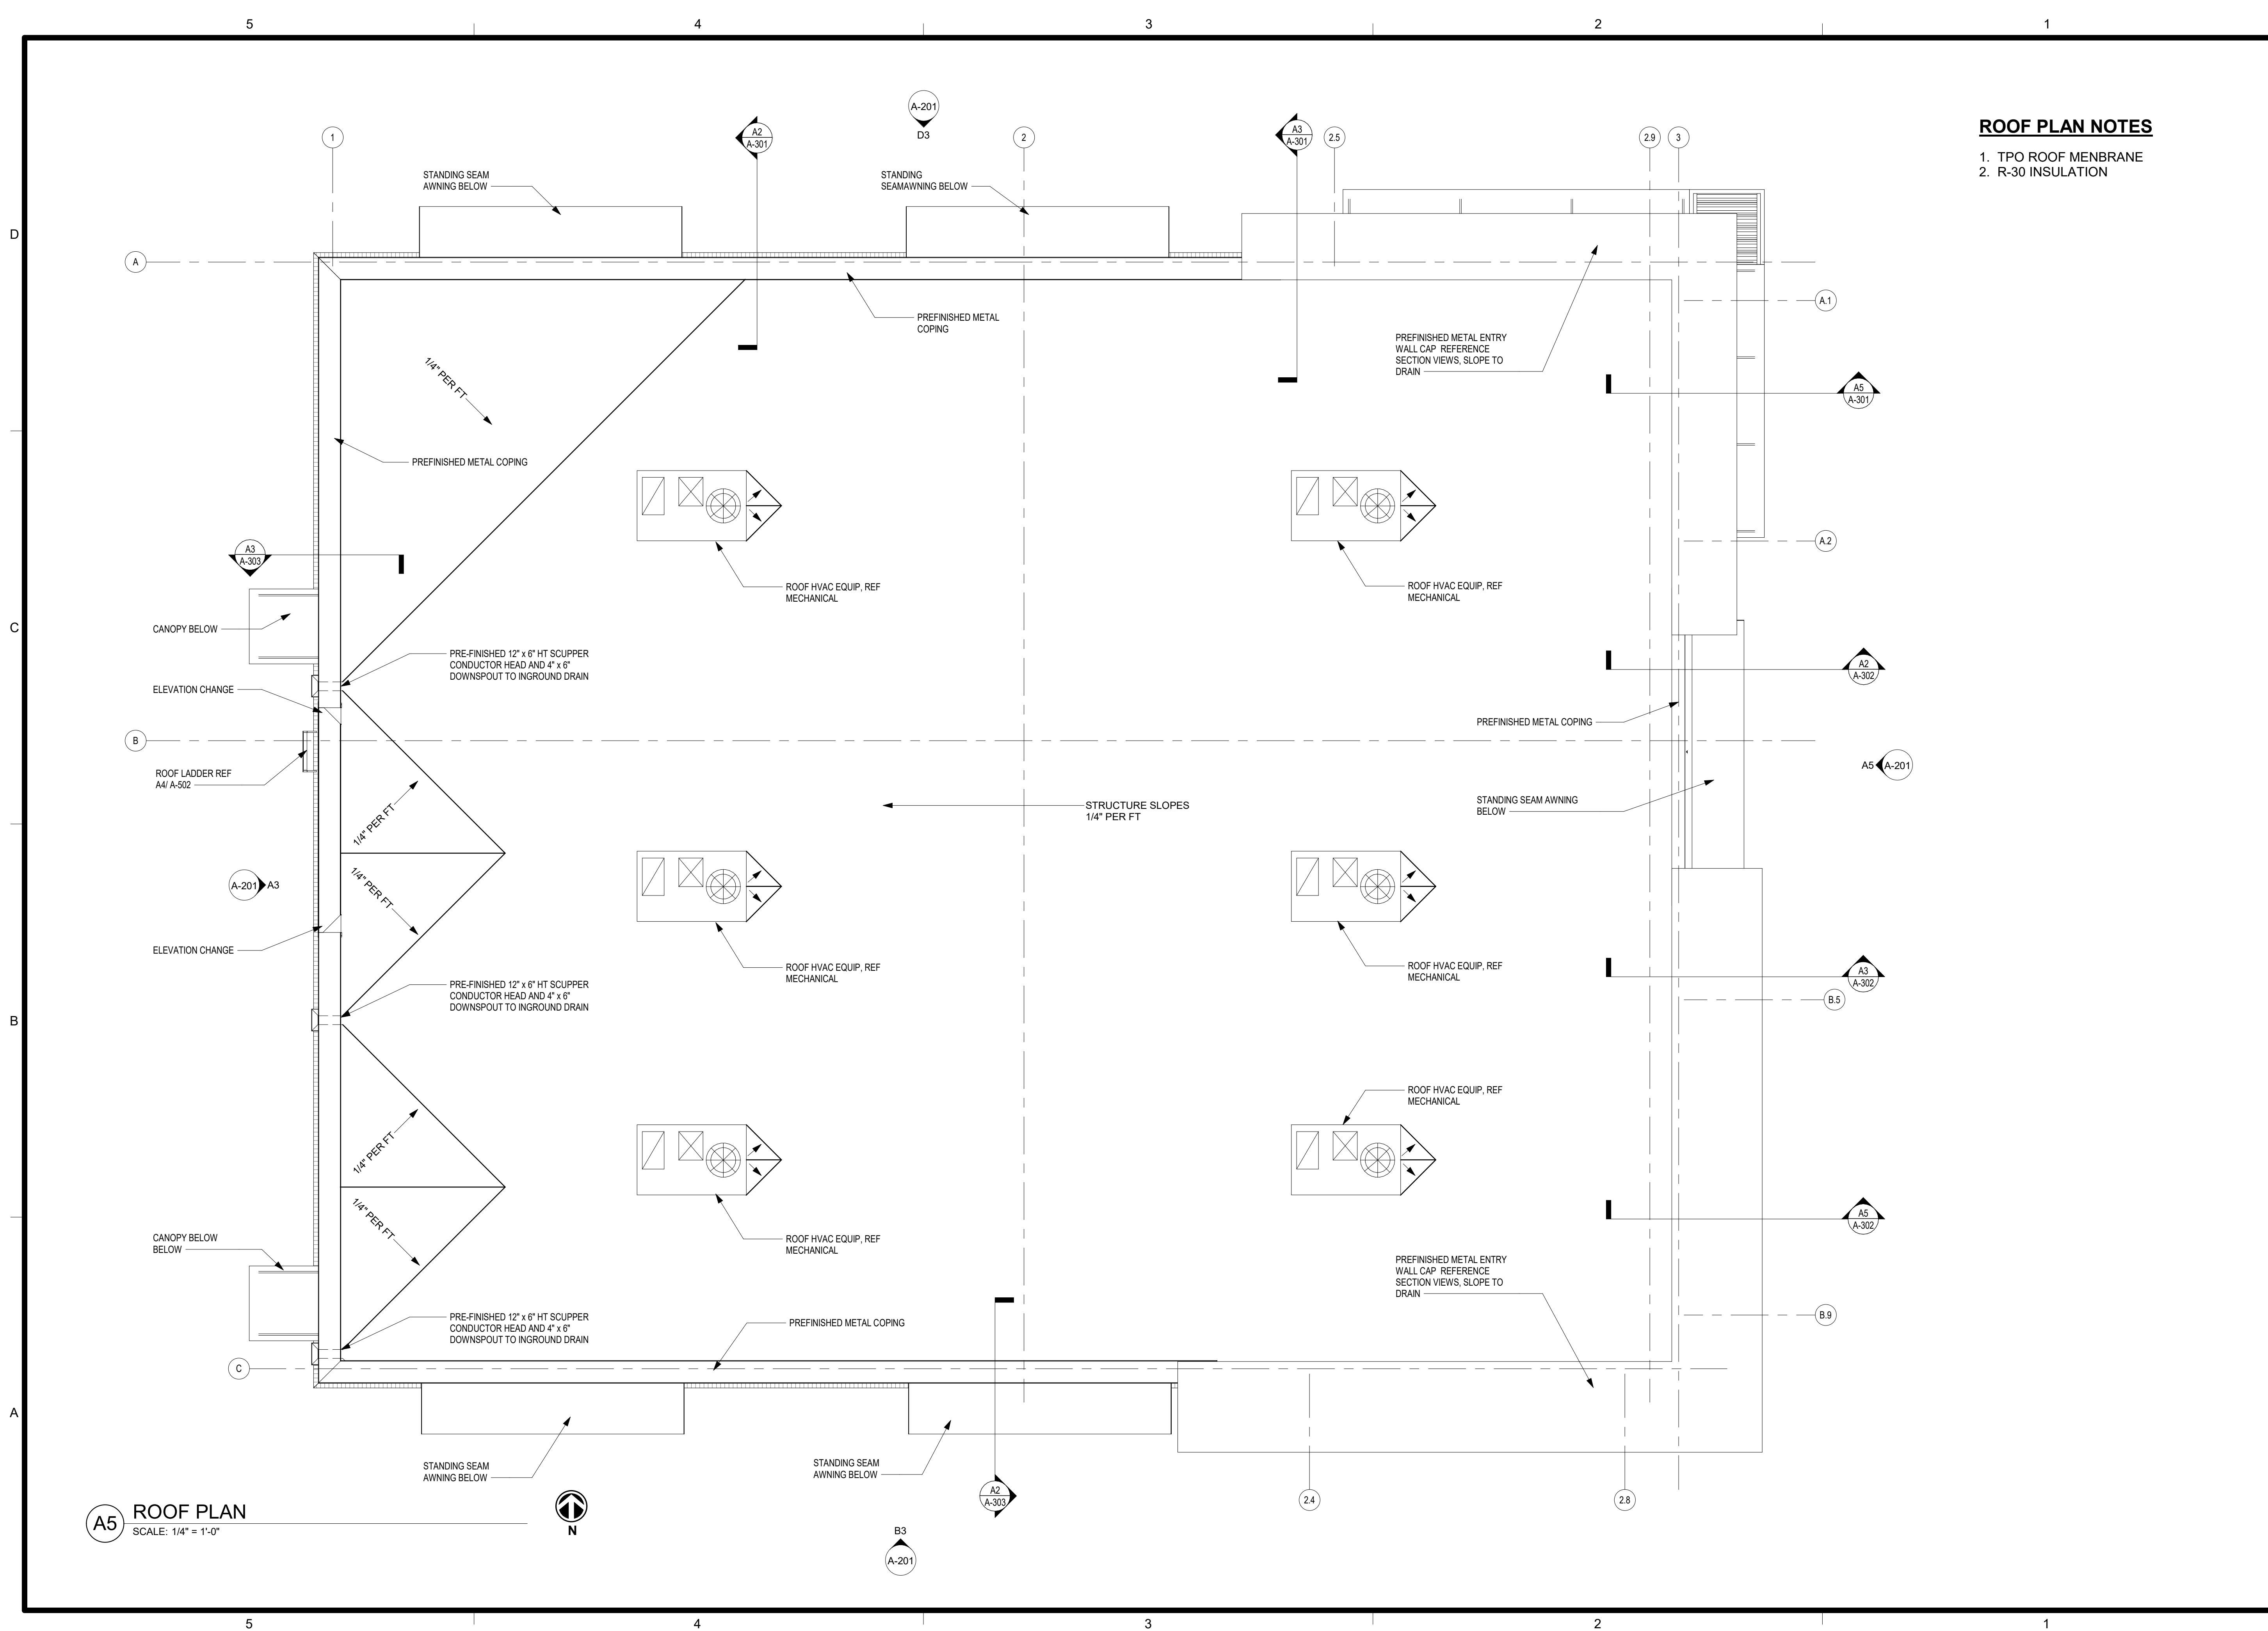 5
4
3
2
1
A-201
D3
A2
A-301
A3
A-301
1
2
2.5
2.9
3
ROOF PLAN NOTES
1. TPO ROOF MENBRANE
2. R-30 INSULATION
STANDING SEAM
AWNING BELOW
STANDING
SEAMAWNING BELOW
D
A
A.1
PREFINISHED METAL
COPING
PREFINISHED METAL ENTRY
WALL CAP REFERENCE
SECTION VIEWS, SLOPE TO
DRAIN
1/4" PER FT
A5
A-301
PREFINISHED METAL COPING
A3
A-303
A.2
ROOF HVAC EQUIP, REF
MECHANICAL
ROOF HVAC EQUIP, REF
MECHANICAL
C
CANOPY BELOW
PRE-FINISHED 12" x 6" HT SCUPPER
CONDUCTOR HEAD AND 4" x 6"
DOWNSPOUT TO INGROUND DRAIN
A2
A-302
ELEVATION CHANGE
PREFINISHED METAL COPING
B
ROOF LADDER REF
A4/ A-502
A5
A-201
1/4" PER FT
STRUCTURE SLOPES
1/4" PER FT
STANDING SEAM AWNING
BELOW
A-201
A3
1/4" PER FT
ELEVATION CHANGE
ROOF HVAC EQUIP, REF
MECHANICAL
ROOF HVAC EQUIP, REF
MECHANICAL
A3
A-302
PRE-FINISHED 12" x 6" HT SCUPPER
CONDUCTOR HEAD AND 4" x 6"
DOWNSPOUT TO INGROUND DRAIN
B.5
B
ROOF HVAC EQUIP, REF
MECHANICAL
1/4" PER FT
1/4" PER FT
A5
A-302
CANOPY BELOW
BELOW
ROOF HVAC EQUIP, REF
MECHANICAL
PREFINISHED METAL ENTRY
WALL CAP REFERENCE
SECTION VIEWS, SLOPE TO
DRAIN
PRE-FINISHED 12" x 6" HT SCUPPER
CONDUCTOR HEAD AND 4" x 6"
DOWNSPOUT TO INGROUND DRAIN
PREFINISHED METAL COPING
B.9
C
A
STANDING SEAM
AWNING BELOW
STANDING SEAM
AWNING BELOW
A2
A-303
2.4
2.8
A5
ROOF PLAN
SCALE: 1/4" = 1'-0"
N
B3
A-201
5
4
3
2
1